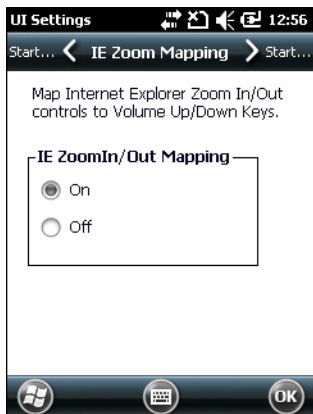 UI Settings 12:56
Start... IE Zoom Mapping Start...
Map Internet Explorer Zoom In/Out
controls to Volume Up/Down Keys.
IE ZoomIn/Out Mapping
On
Off
OK